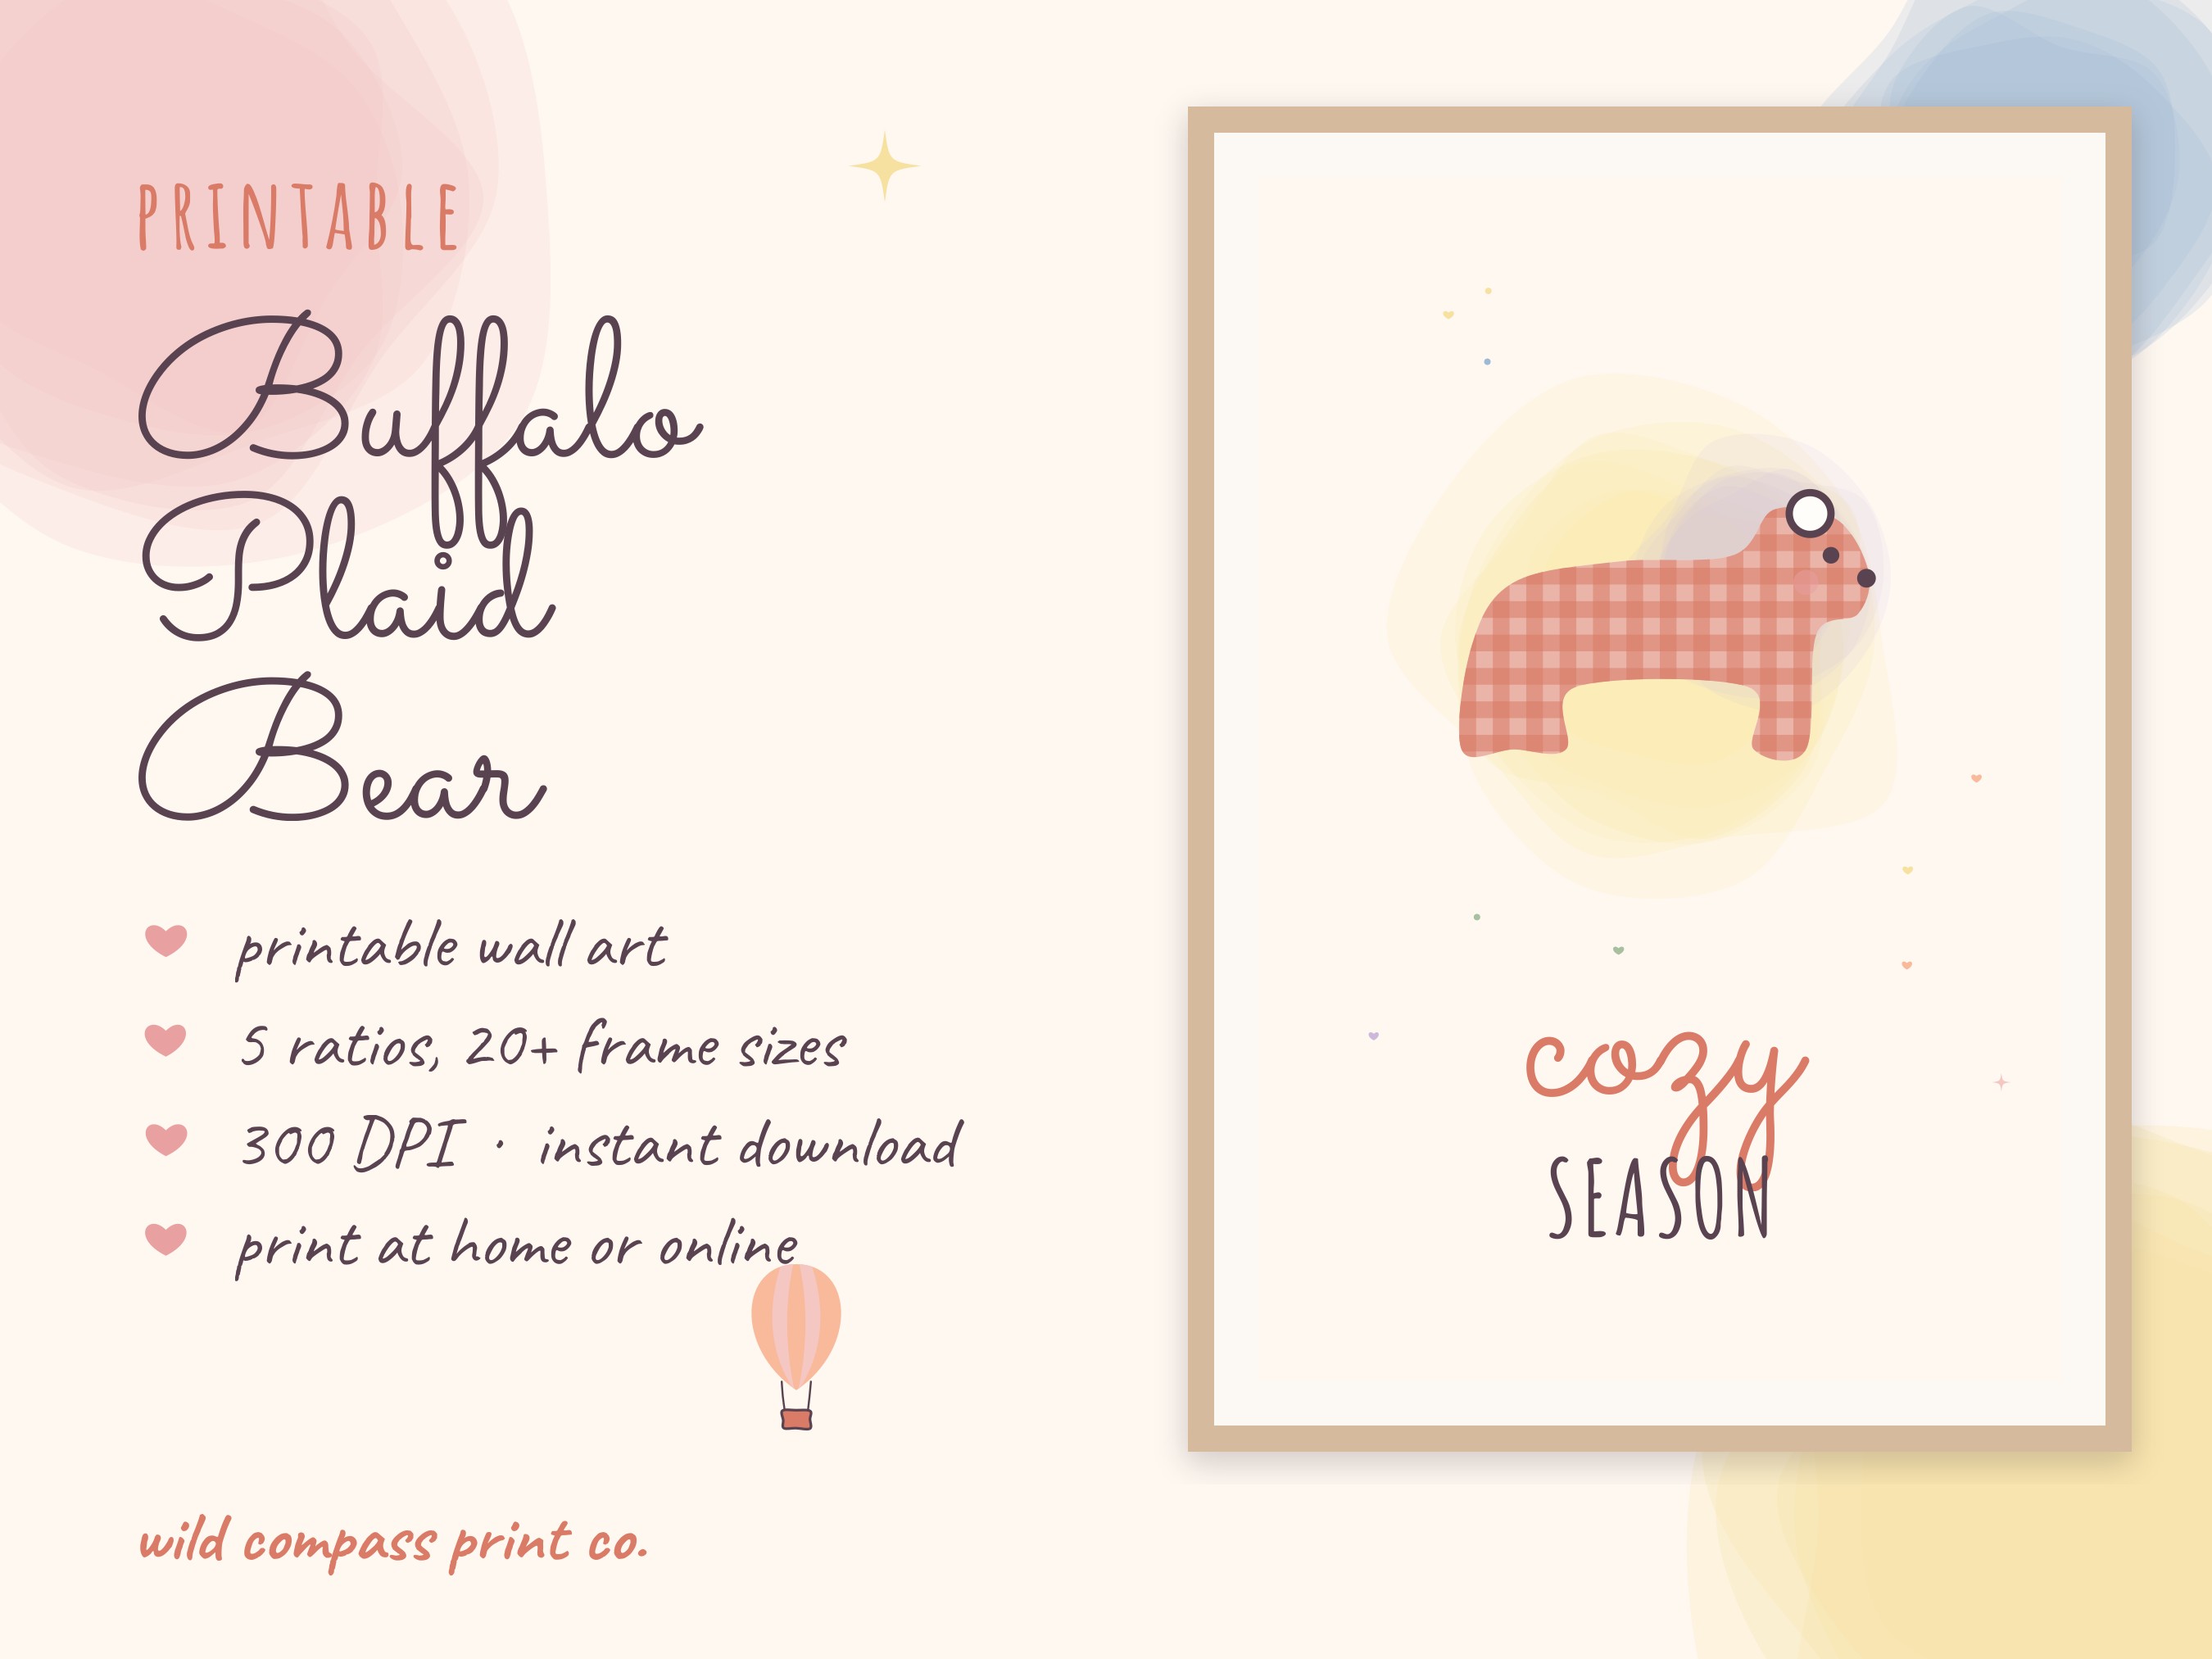 PRINTABLE
Buffalo
Plaid
Bear
printable wall art
5 ratios, 20+ frame sizes
300 DPI · instant download
print at home or online
wild compass print co.
cozy
SEASON